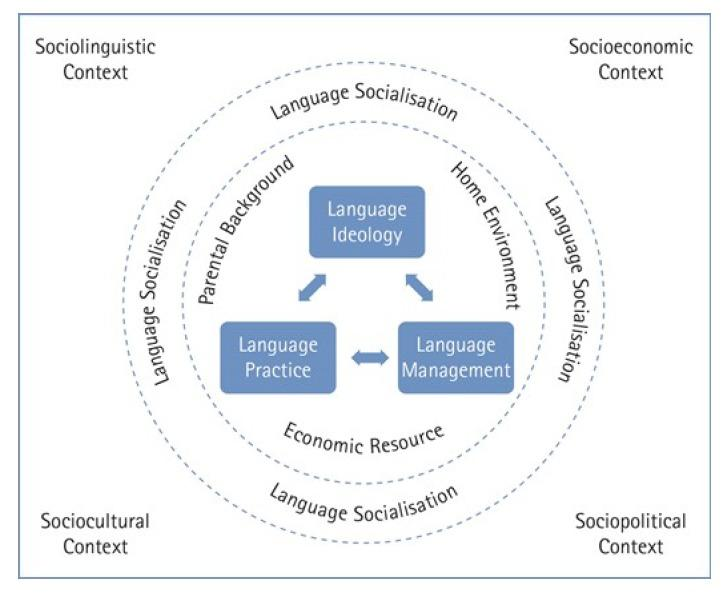 Sociolinguistic
Context
Socioeconomic
Context
Language Socialisation
Language Socialisation
Parental Background
Home Environment
Language Socialisation
Language
Ideology
Language
Practice
Language
Management
Economic Resource
Language Socialisation
Sociocultural
Context
Sociopolitical
Context